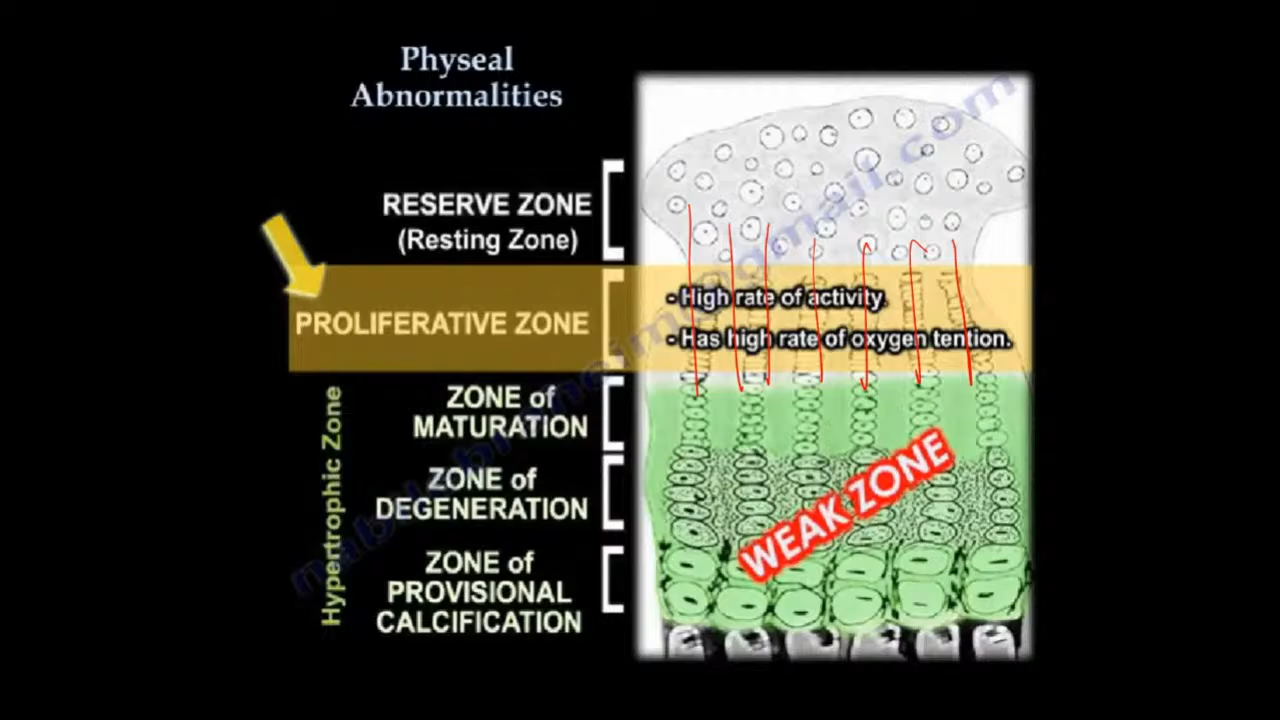 Physeal
Abnormalities
RESERVE ZONE
(Resting Zone)
PROLIFERATIVE ZONE
- High rate of activity.
- Has high rate of oxygen tention.
Hypertrophic Zone
ZONE of
MATURATION
ZONE of
DEGENERATION
ZONE of
PROVISIONAL
CALCIFICATION
WEAK ZONE